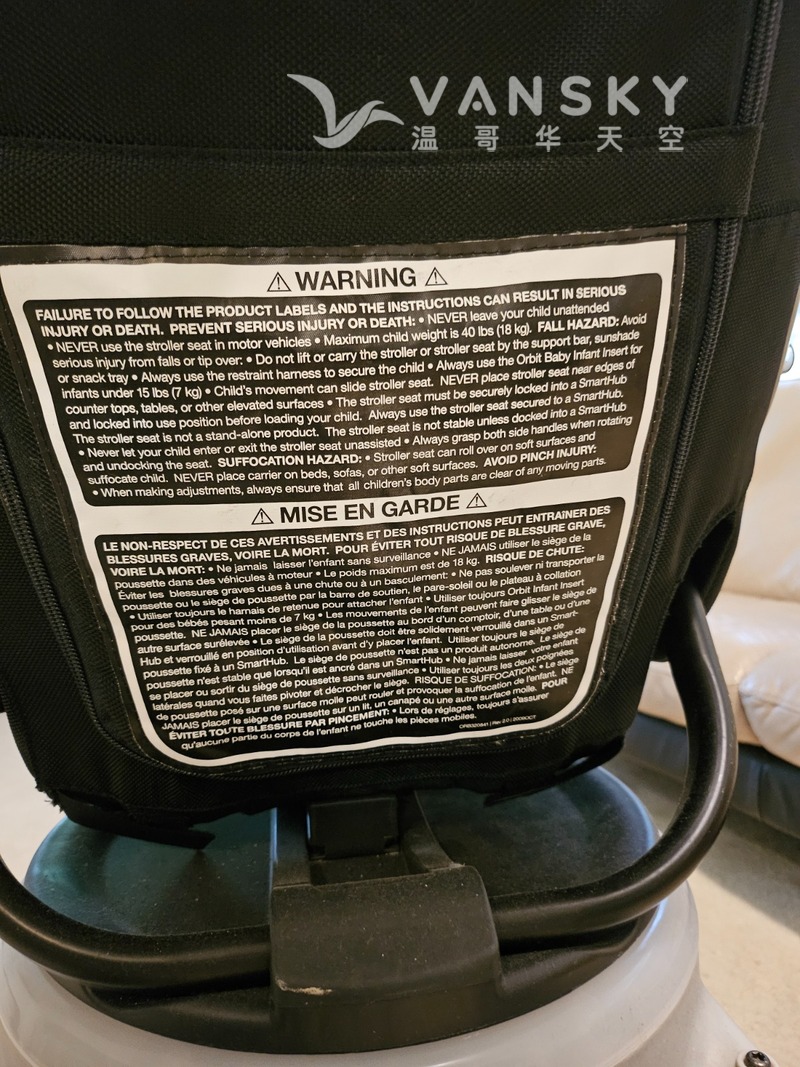 VANSKY
温哥华天空
⚠ WARNING ⚠
FAILURE TO FOLLOW THE PRODUCT LABELS AND THE INSTRUCTIONS CAN RESULT IN SERIOUS
INJURY OR DEATH. PREVENT SERIOUS INJURY OR DEATH: • NEVER leave your child unattended
• NEVER use the stroller seat in motor vehicles • Maximum child weight is 40 lbs (18 kg). FALL HAZARD: Avoid
serious injury from falls or tip over: • Do not lift or carry the stroller or stroller seat by the support bar, sunshade
or snack tray • Always use the restraint harness to secure the child • Always use the Orbit Baby Infant Insert for
infants under 15 lbs (7 kg) • Child's movement can slide stroller seat. NEVER place stroller seat near edges of
counter tops, tables, or other elevated surfaces • The stroller seat must be securely locked into a SmartHub
and locked into use position before loading your child. Always use the stroller seat secured to a SmartHub.
The stroller seat is not a stand-alone product. The stroller seat is not stable unless docked into a SmartHub
• Never let your child enter or exit the stroller seat unassisted • Always grasp both side handles when rotating
and undocking the seat. SUFFOCATION HAZARD: • Stroller seat can roll over on soft surfaces and
suffocate child. NEVER place carrier on beds, sofas, or other soft surfaces. AVOID PINCH INJURY:
• When making adjustments, always ensure that all children's body parts are clear of any moving parts.
⚠ MISE EN GARDE ⚠
LE NON-RESPECT DE CES AVERTISSEMENTS ET DES INSTRUCTIONS PEUT ENTRAÎNER DES
BLESSURES GRAVES, VOIRE LA MORT. POUR ÉVITER TOUT RISQUE DE BLESSURE GRAVE,
VOIRE LA MORT: • Ne jamais laisser l'enfant sans surveillance • NE JAMAIS utiliser le siège de la
poussette dans des véhicules à moteur • Le poids maximum est de 18 kg. RISQUE DE CHUTE:
Éviter les blessures graves dues à une chute ou à un basculement: • Ne pas soulever ni transporter la
poussette ou le siège de poussette par la barre de soutien, le pare-soleil ou le plateau à collation
• Utiliser toujours le harnais de retenue pour attacher l'enfant • Utiliser toujours Orbit Infant Insert
pour des bébés pesant moins de 7 kg • Les mouvements de l'enfant peuvent faire glisser le siège de
poussette. NE JAMAIS placer le siège de la poussette au bord d'un comptoir, d'une table ou d'une
autre surface surélevée • Le siège de la poussette doit être solidement verrouillé dans un Smart-
Hub et verrouillé en position d'utilisation avant d'y placer l'enfant. Utiliser toujours le siège de
poussette fixé à un SmartHub. Le siège de poussette n'est pas un produit autonome. Le siège de
poussette n'est stable que lorsqu'il est ancré dans un SmartHub • Ne jamais laisser votre enfant
se placer ou sortir du siège de poussette sans surveillance • Utiliser toujours les deux poignées
latérales quand vous faites pivoter et décrocher le siège. RISQUE DE SUFFOCATION: • Le siège
de poussette posé sur une surface molle peut rouler et provoquer la suffocation de l'enfant. NE
JAMAIS placer le siège de poussette sur un lit, un canapé ou une autre surface molle. POUR
ÉVITER TOUTE BLESSURE PAR PINCEMENT: • Lors de réglages, toujours s'assurer
qu'aucune partie du corps de l'enfant ne touche les pièces mobiles.